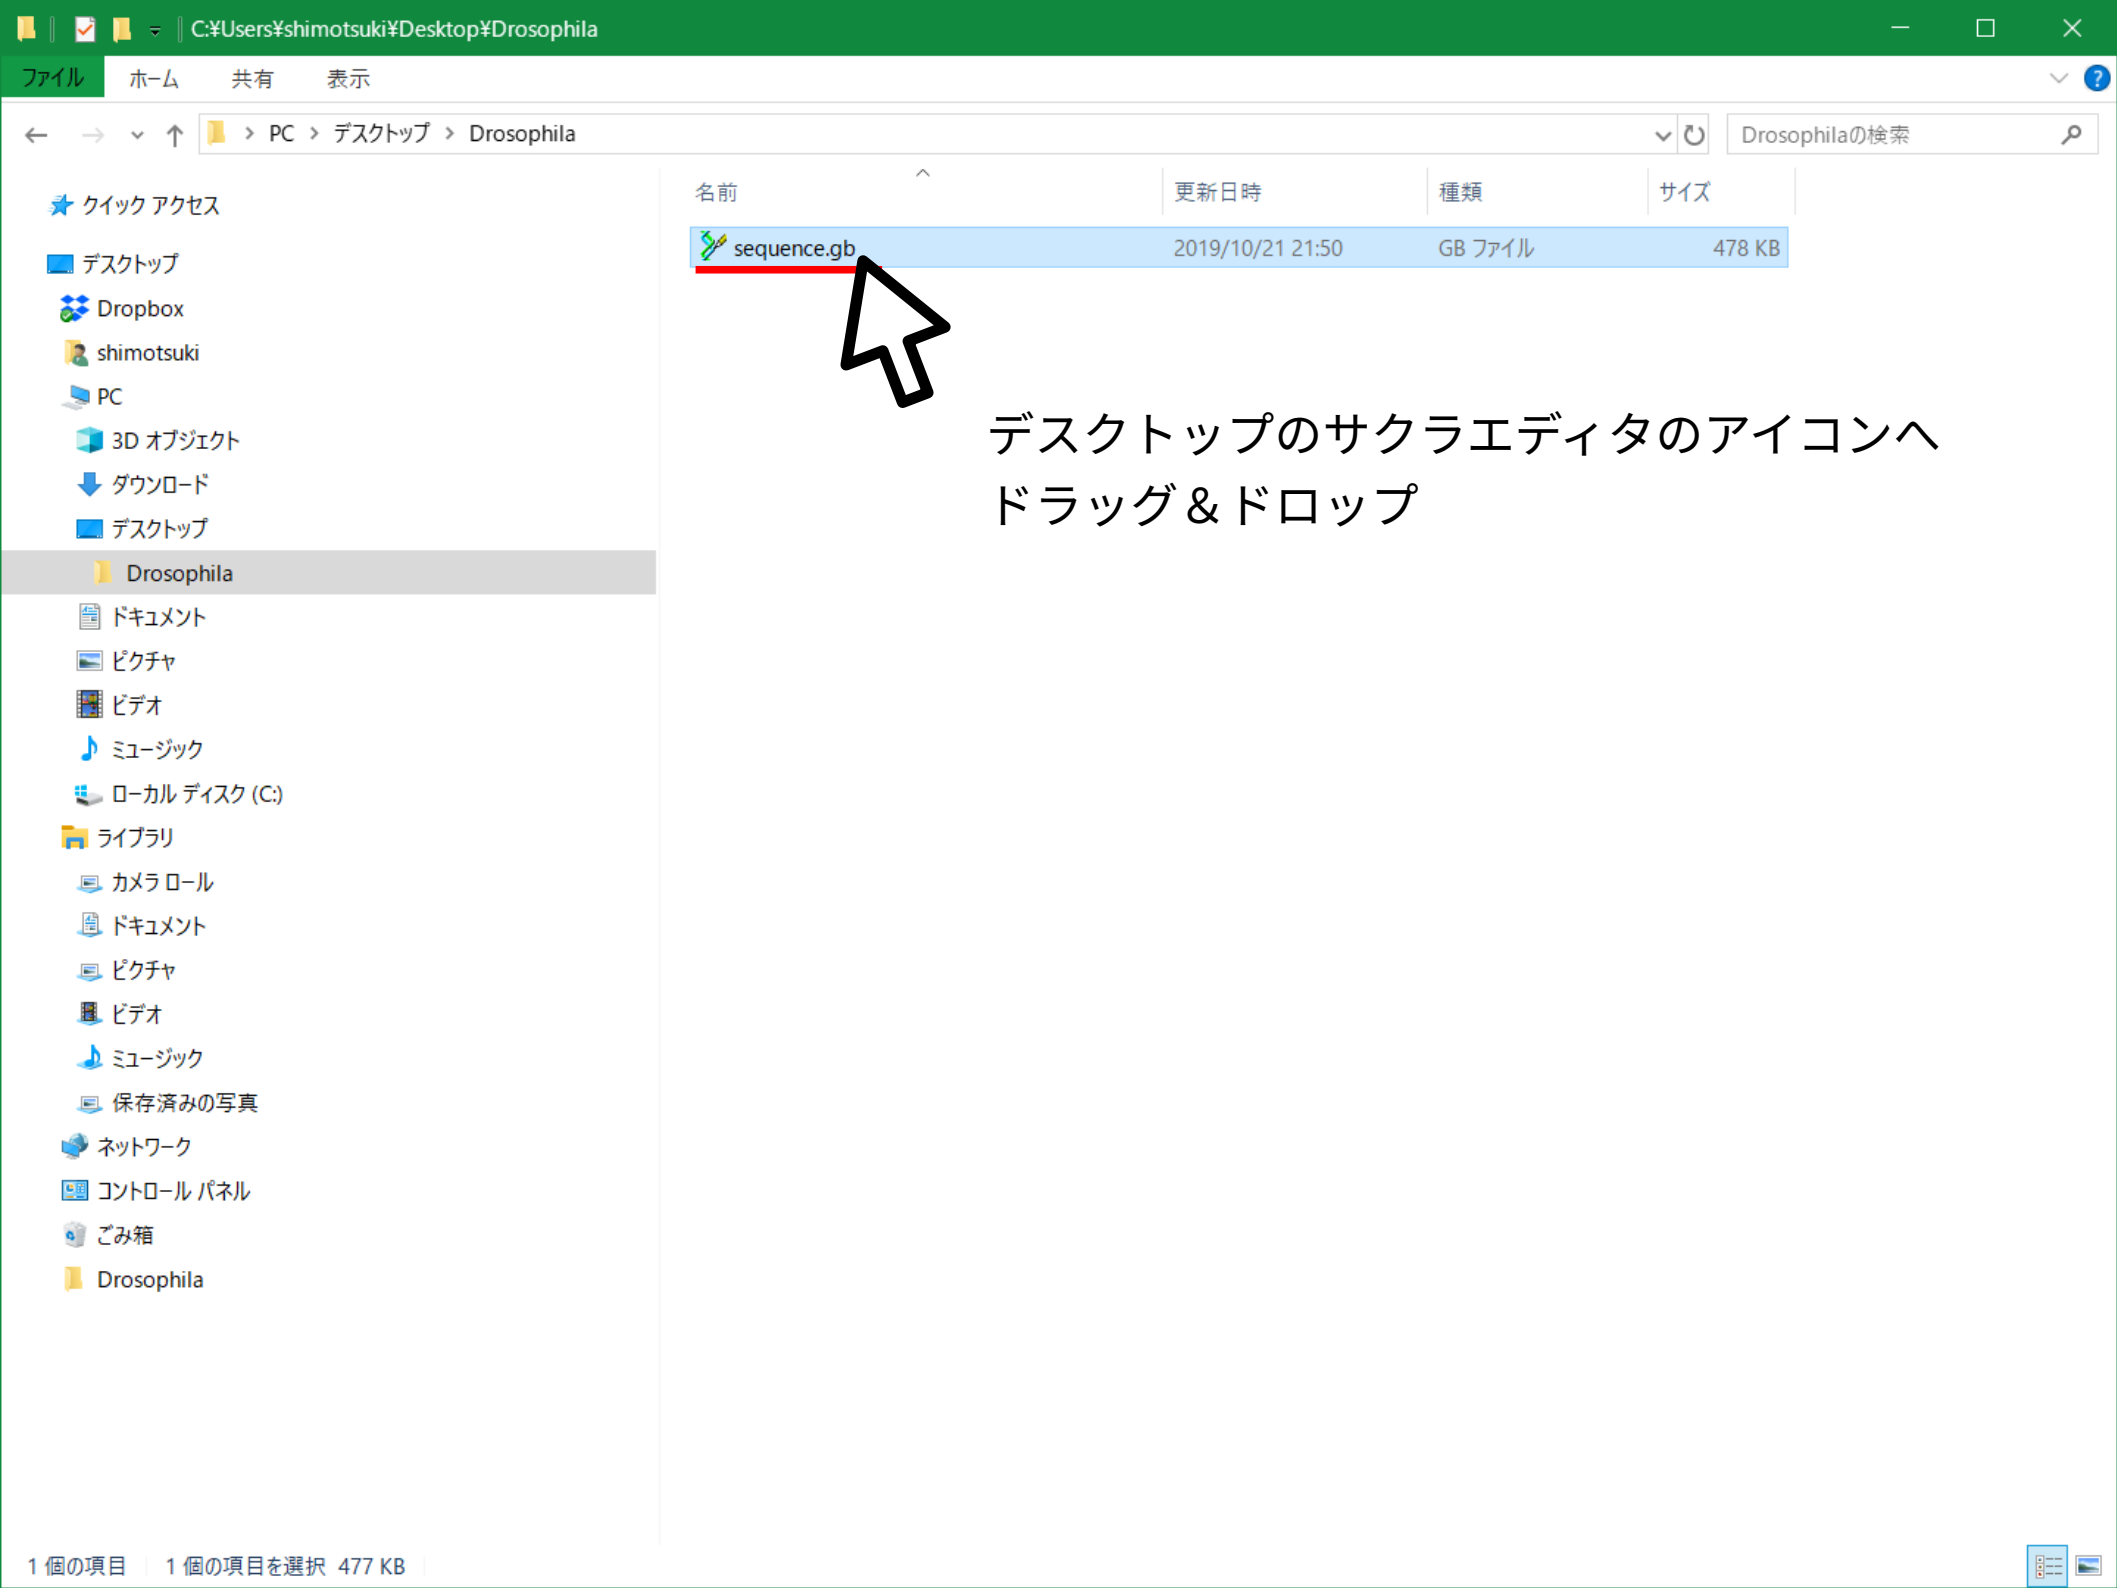 C:¥Users¥shimotsuki¥Desktop¥Drosophila
ファイル ホーム 共有 表示
PC デスクトップ Drosophila
Drosophilaの検索
名前 更新日時 種類 サイズ
sequence.gb 2019/10/21 21:50 GB ファイル 478 KB
デスクトップのサクラエディタのアイコンへ
ドラッグ＆ドロップ
クイック アクセス
デスクトップ
Dropbox
shimotsuki
PC
3D オブジェクト
ダウンロード
デスクトップ
Drosophila
ドキュメント
ピクチャ
ビデオ
ミュージック
ローカル ディスク (C:)
ライブラリ
カメラ ロール
ドキュメント
ピクチャ
ビデオ
ミュージック
保存済みの写真
ネットワーク
コントロール パネル
ごみ箱
Drosophila
1 個の項目 1 個の項目を選択 477 KB